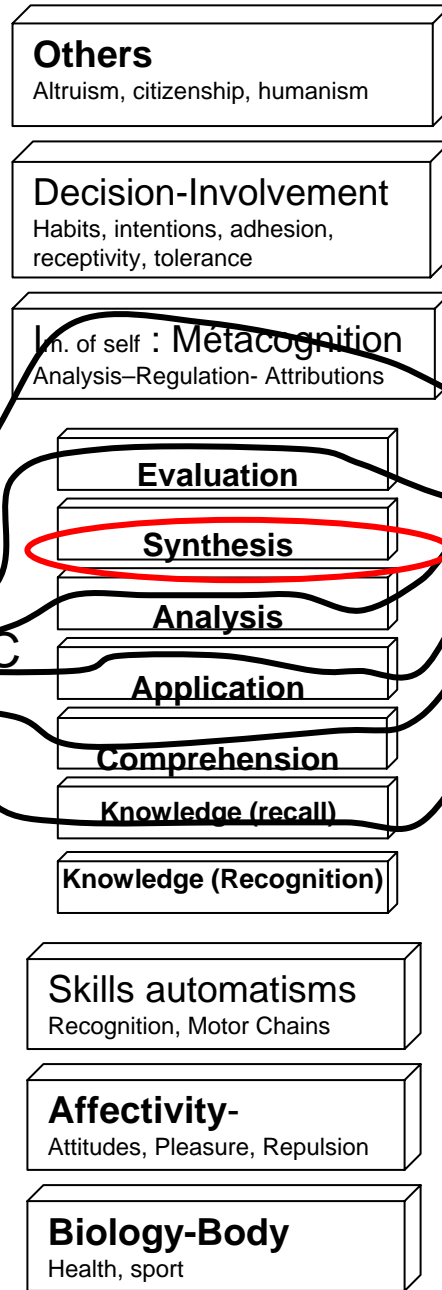 Others
Altruism, citizenship, humanism
Decision-Involvement
Habits, intentions, adhesion,
receptivity, tolerance
Im. of self : Métacognition
Analysis–Regulation- Attributions
Evaluation
Synthesis
Analysis
C
Application
Comprehension
Knowledge (recall)
Knowledge (Recognition)
Skills automatisms
Recognition, Motor Chains
Affectivity-
Attitudes, Pleasure, Repulsion
Biology-Body
Health, sport